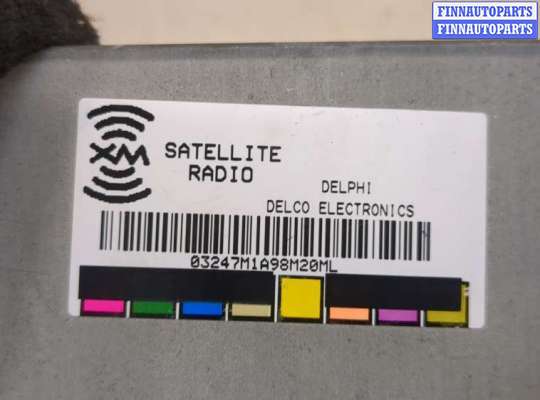 FINNAUTOPARTS
FINNAUTOPARTS
XM
SATELLITE
RADIO
DELPHI
DELCO ELECTRONICS
03247M1A98M20ML